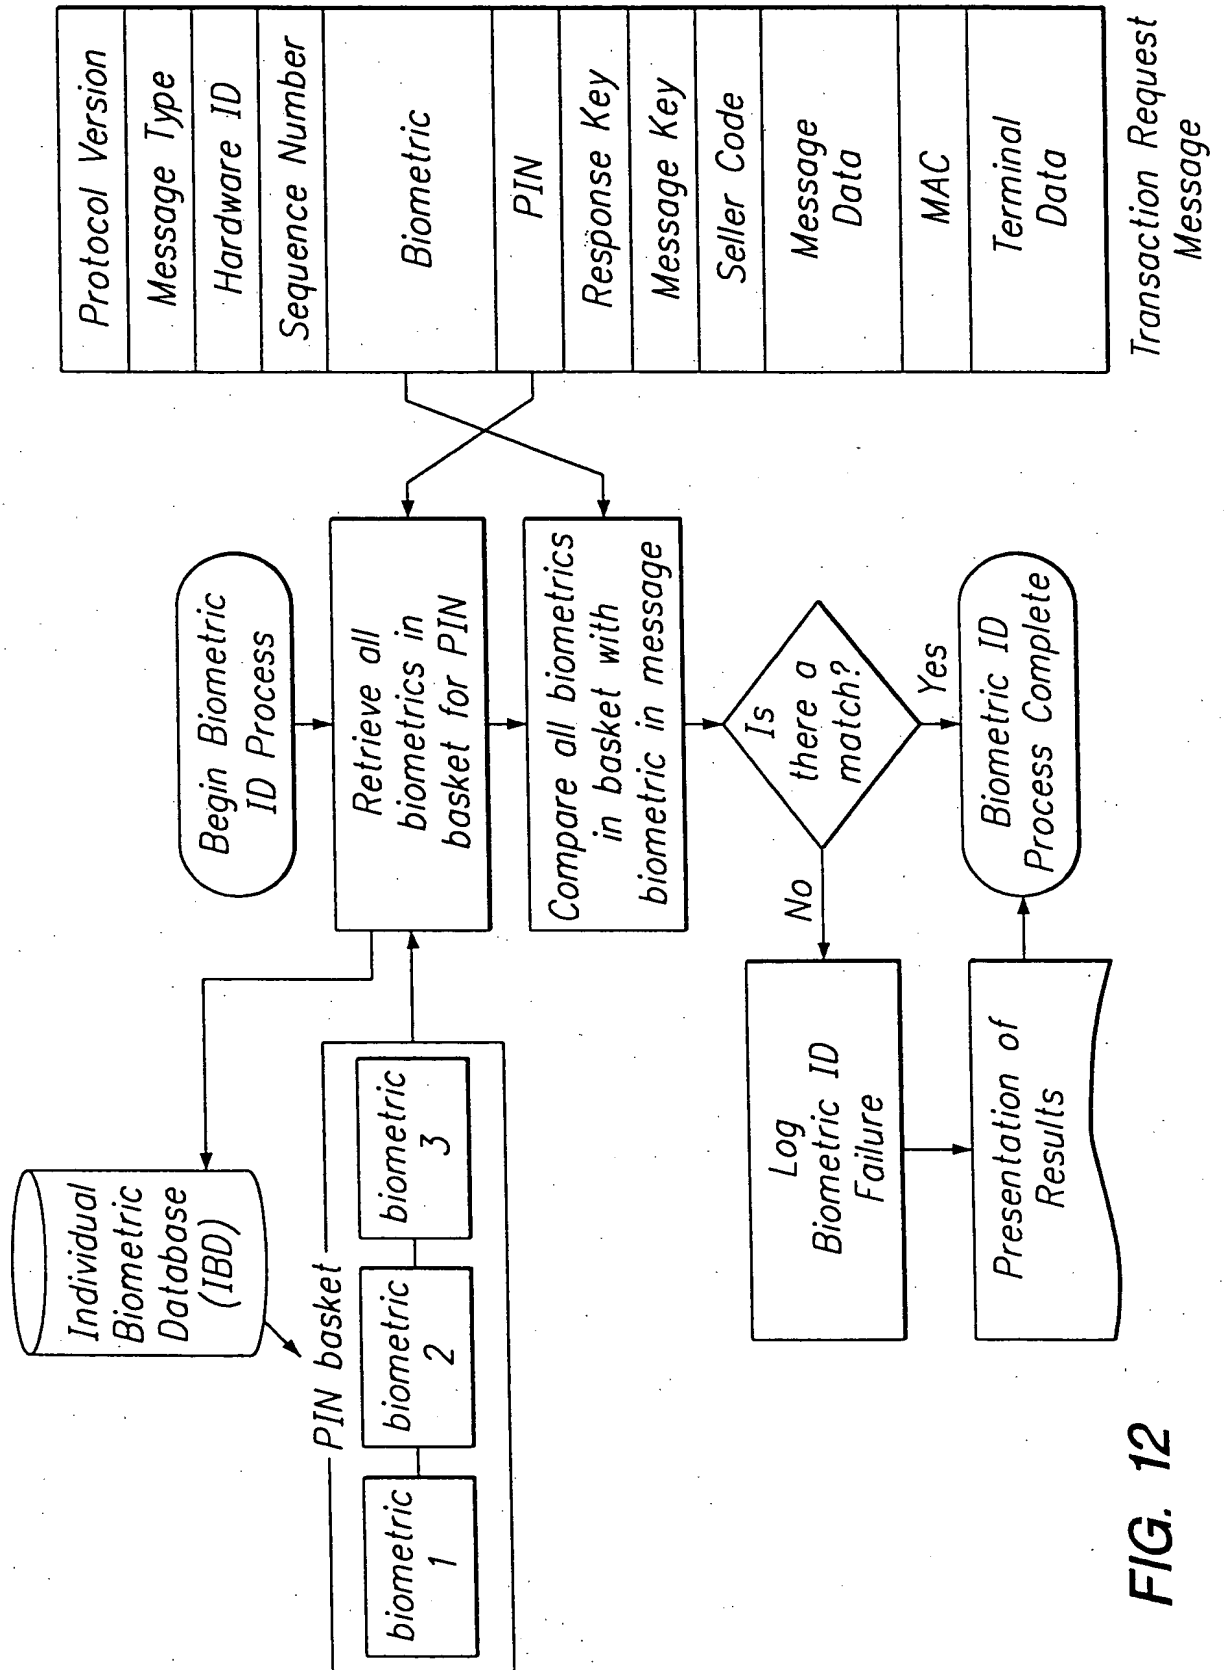 Individual
Biometric
Database
(IBD)
PIN basket
biometric
1
biometric
2
biometric
3
Begin Biometric
ID Process
Retrieve all
biometrics in
basket for PIN
Compare all biometrics
in basket with
biometric in message
Is
there a
match?
No
Yes
Log
Biometric ID
Failure
Presentation of
Results
Biometric ID
Process Complete
Protocol Version
Message Type
Hardware ID
Sequence Number
Biometric
PIN
Response Key
Message Key
Seller Code
Message
Data
MAC
Terminal
Data
Transaction Request
Message
FIG. 12